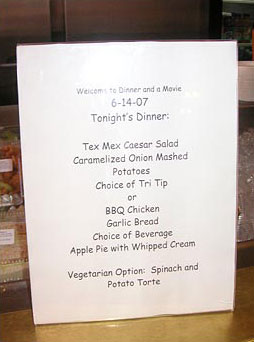 Welcome to Dinner and a Movie
6-14-07
Tonight's Dinner:
Tex Mex Caesar Salad
Caramelized Onion Mashed
Potatoes
Choice of Tri Tip
or
BBQ Chicken
Garlic Bread
Choice of Beverage
Apple Pie with Whipped Cream
Vegetarian Option: Spinach and
Potato Torte